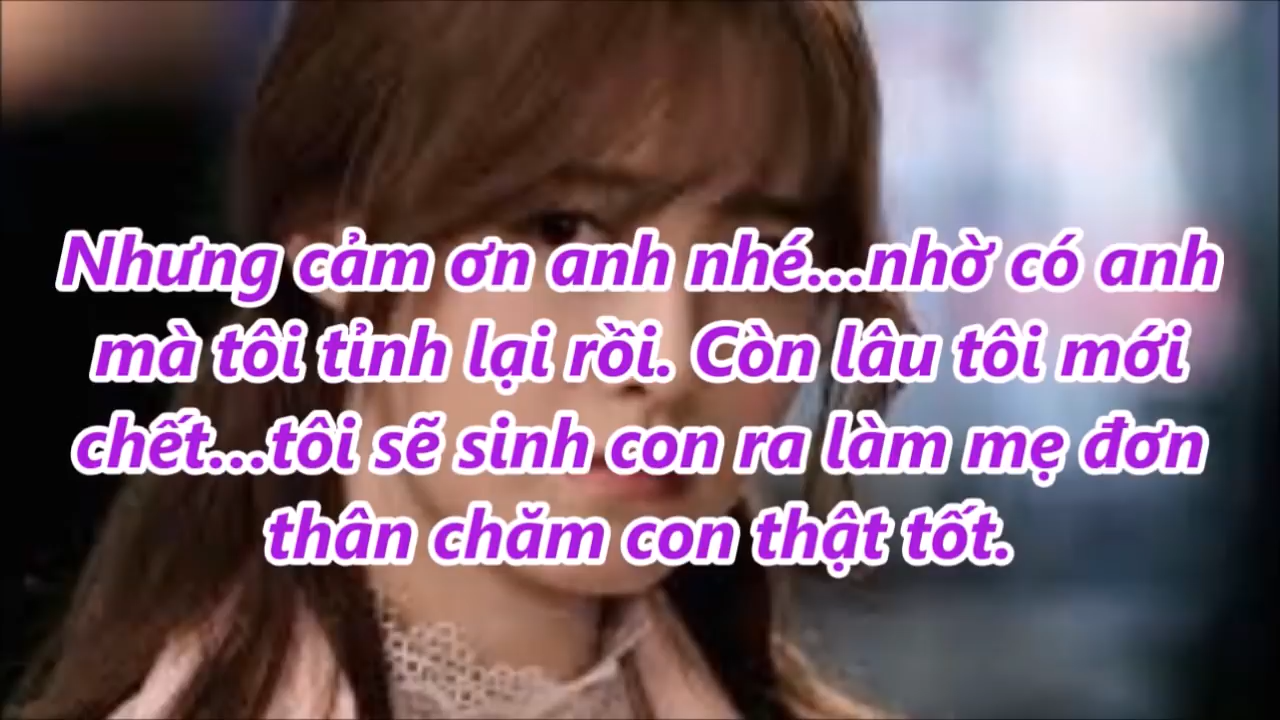 Nhưng cảm ơn anh nhé...nhờ có anh
mà tôi tỉnh lại rồi. Còn lâu tôi mới
chết...tôi sẽ sinh con ra làm mẹ đơn
thân chăm con thật tốt.